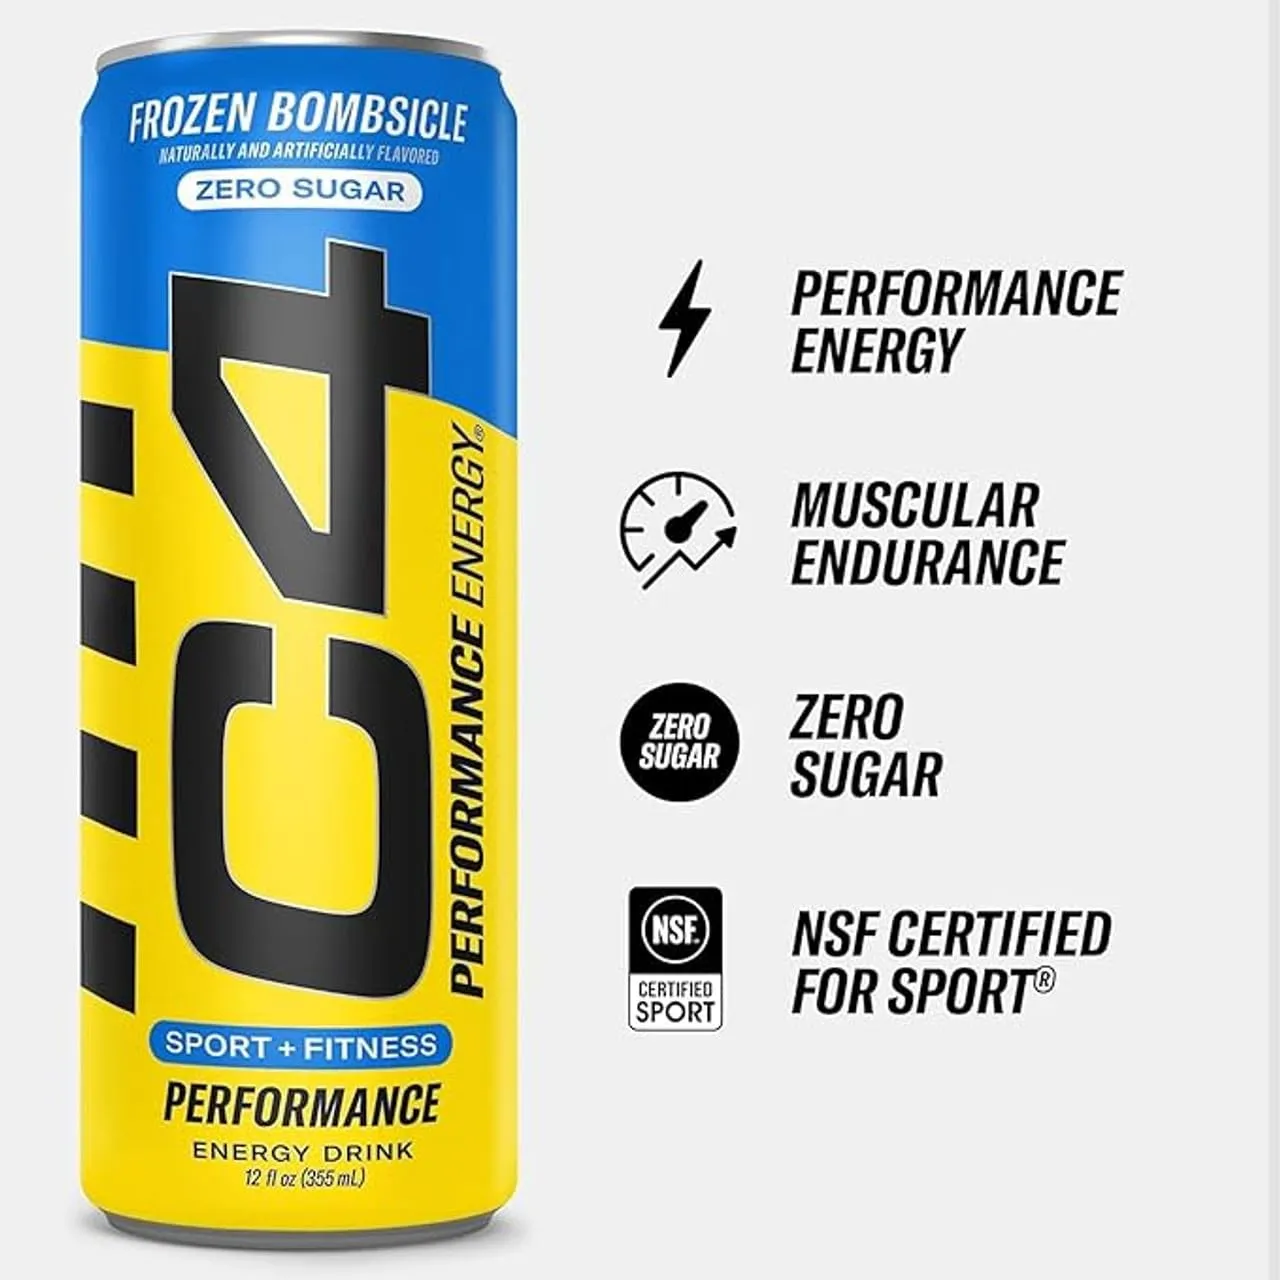 FROZEN BOMBSICLE
NATURALLY AND ARTIFICIALLY FLAVORED
ZERO SUGAR
C4
PERFORMANCE ENERGY®
SPORT + FITNESS
PERFORMANCE
ENERGY DRINK
12 fl oz (355 mL)
PERFORMANCE
ENERGY
MUSCULAR
ENDURANCE
ZERO
SUGAR
ZERO
SUGAR
NSF.
CERTIFIED
SPORT
NSF CERTIFIED
FOR SPORT®